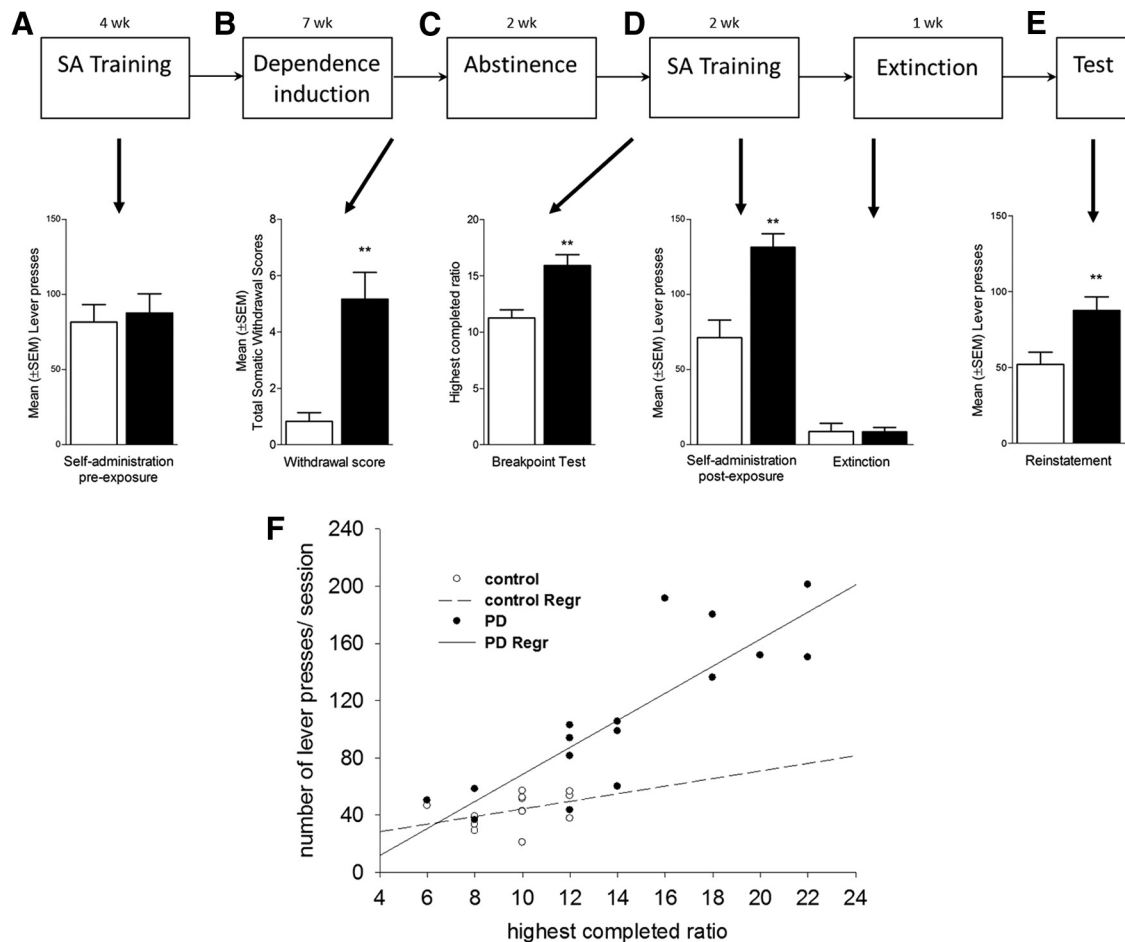 A
4 wk
B
7 wk
C
2 wk
D
2 wk
1 wk
E
SA Training
Dependence
induction
Abstinence
SA Training
Extinction
Test
Mean (±SEM) Lever presses
150
100
50
0
Self-administration
pre-exposure
Mean (±SEM)
Total Somatic Withdrawal Scores
8
6
4
2
0
**
Withdrawal score
Highest completed ratio
20
15
10
5
0
**
Breakpoint Test
Mean (±SEM) Lever presses
150
100
50
0
**
Self-administration
post-exposure
Extinction
Mean (±SEM) Lever presses
150
100
50
0
**
Reinstatement
F
number of lever presses/ session
240
200
160
120
80
40
0
control
control Regr
PD
PD Regr
4 6 8 10 12 14 16 18 20 22 24
highest completed ratio